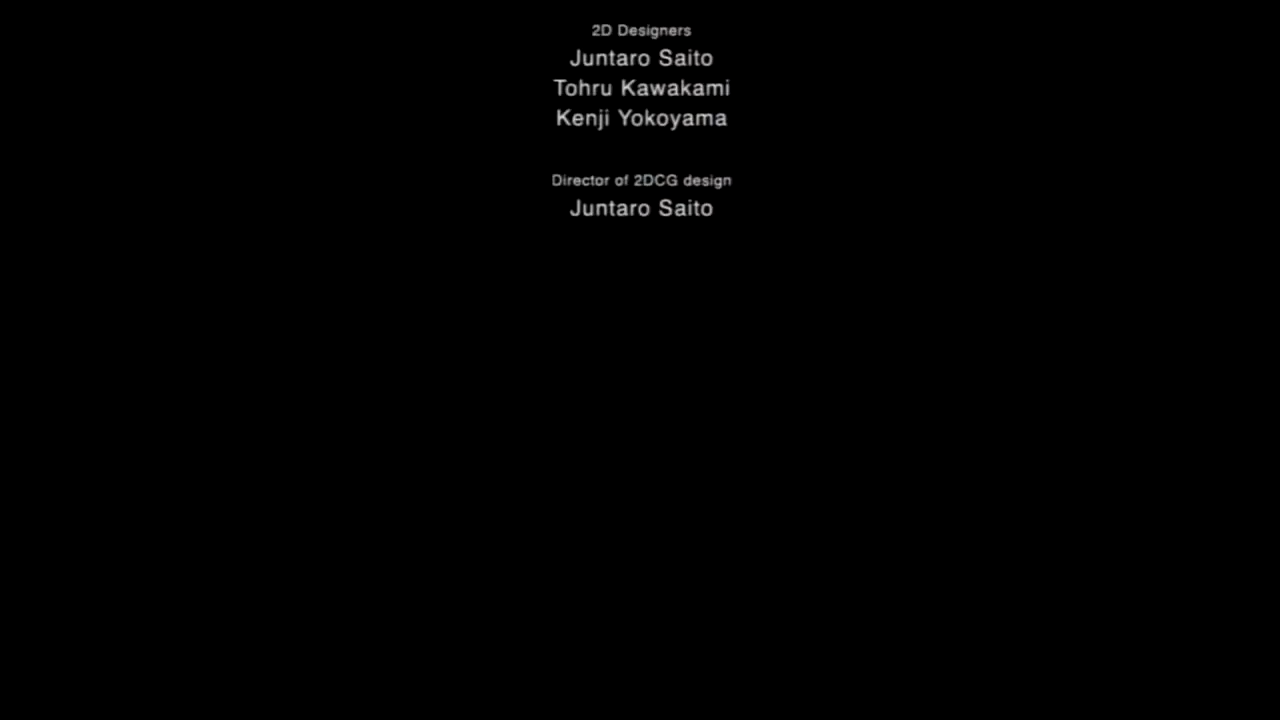 2D Designers
Juntaro Saito
Tohru Kawakami
Kenji Yokoyama
Director of 2DCG design
Juntaro Saito